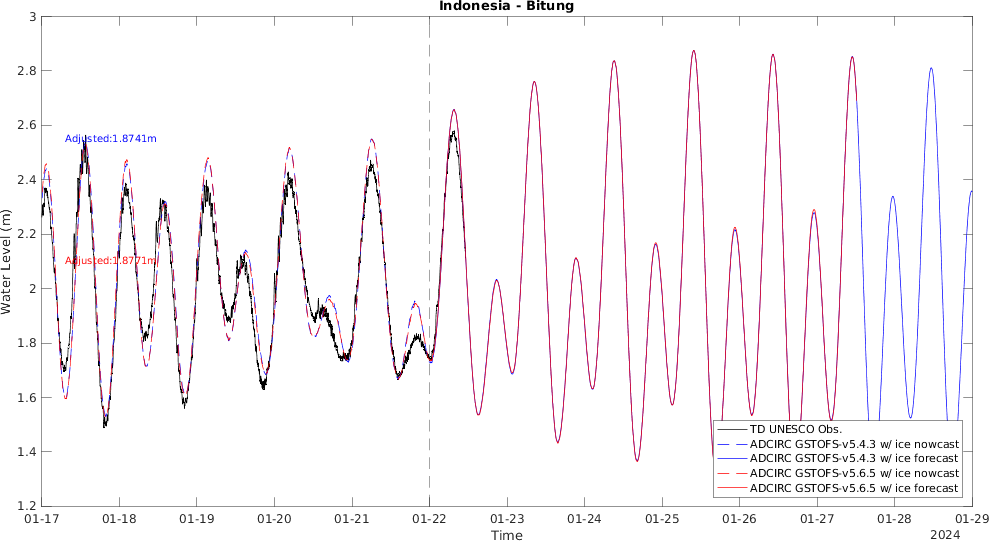 Indonesia - Bitung
Water Level (m)
3
2.8
2.6
2.4
2.2
2
1.8
1.6
1.4
1.2
Adjusted:1.8741m
Adjusted:1.8771m
TD UNESCO Obs.
ADCIRC GSTOFS-v5.4.3 w/ ice nowcast
ADCIRC GSTOFS-v5.4.3 w/ ice forecast
ADCIRC GSTOFS-v5.6.5 w/ ice nowcast
ADCIRC GSTOFS-v5.6.5 w/ ice forecast
01-17 01-18 01-19 01-20 01-21 01-22 01-23 01-24 01-25 01-26 01-27 01-28 01-29
Time
2024